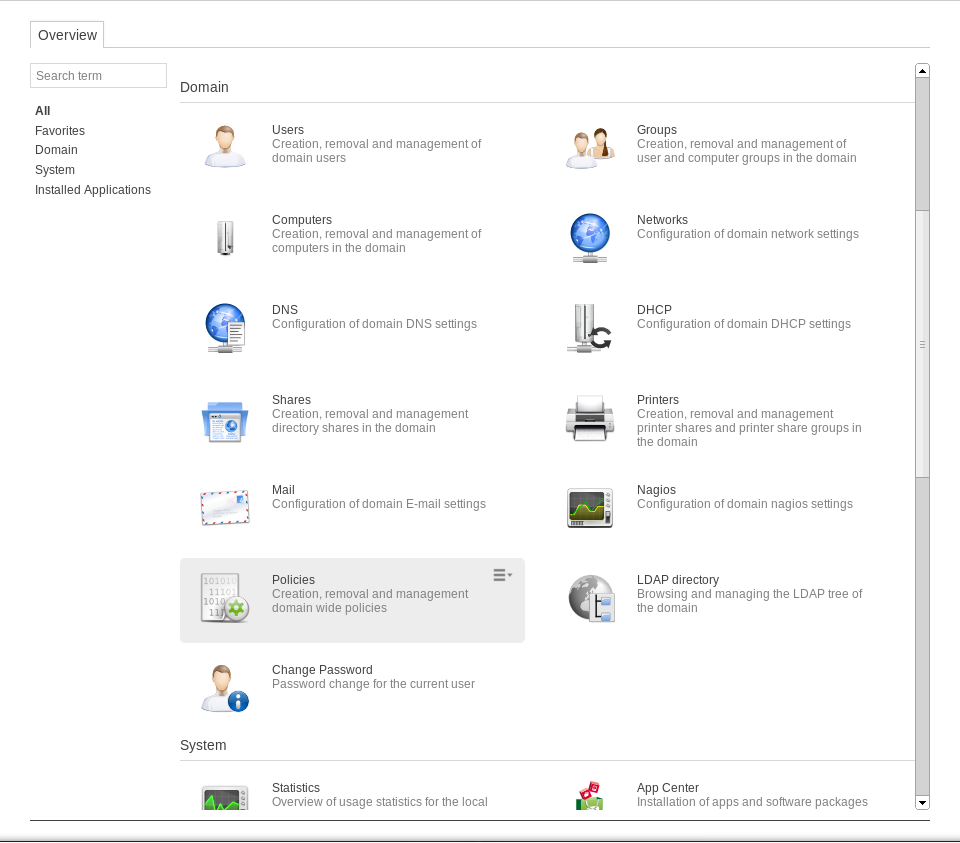 Overview
Search term
All
Favorites
Domain
System
Installed Applications
Domain
Users
Creation, removal and management of
domain users
Groups
Creation, removal and management of
user and computer groups in the domain
Computers
Creation, removal and management of
computers in the domain
Networks
Configuration of domain network settings
DNS
Configuration of domain DNS settings
DHCP
Configuration of domain DHCP settings
Shares
Creation, removal and management
directory shares in the domain
Printers
Creation, removal and management
printer shares and printer share groups in
the domain
Mail
Configuration of domain E-mail settings
Nagios
Configuration of domain nagios settings
Policies
Creation, removal and management
domain wide policies
LDAP directory
Browsing and managing the LDAP tree of
the domain
Change Password
Password change for the current user
System
Statistics
Overview of usage statistics for the local
App Center
Installation of apps and software packages